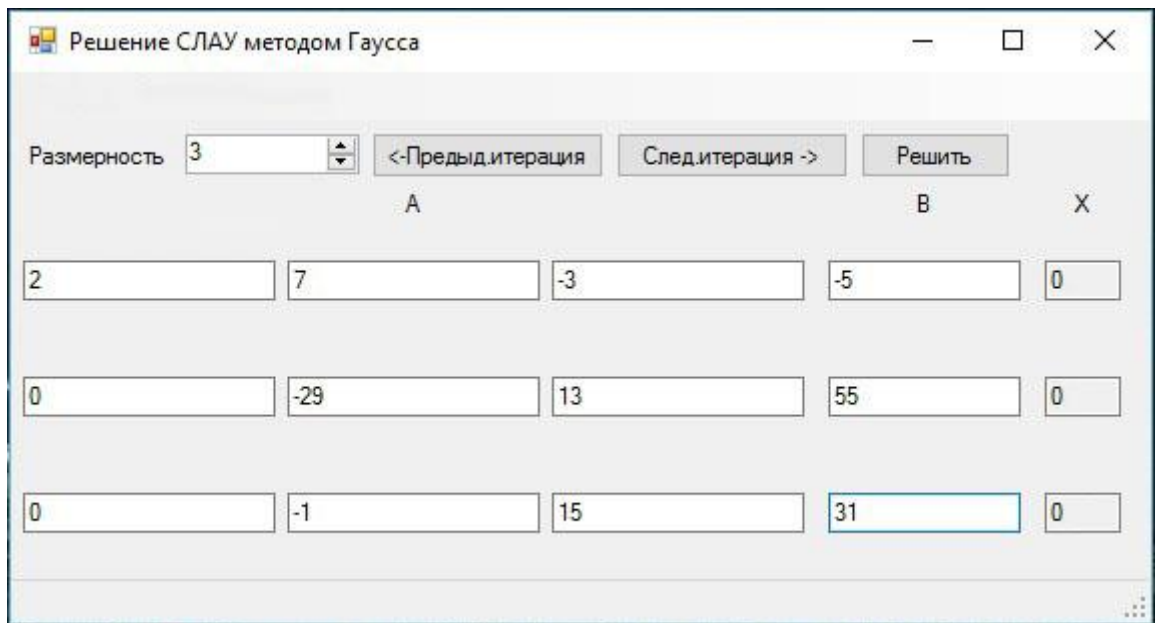 Решение СЛАУ методом Гаусса
Размерность 3 <-Предыд.итерация След.итерация -> Решить
A B X
2 7 -3 -5 0
0 -29 13 55 0
0 -1 15 31 0